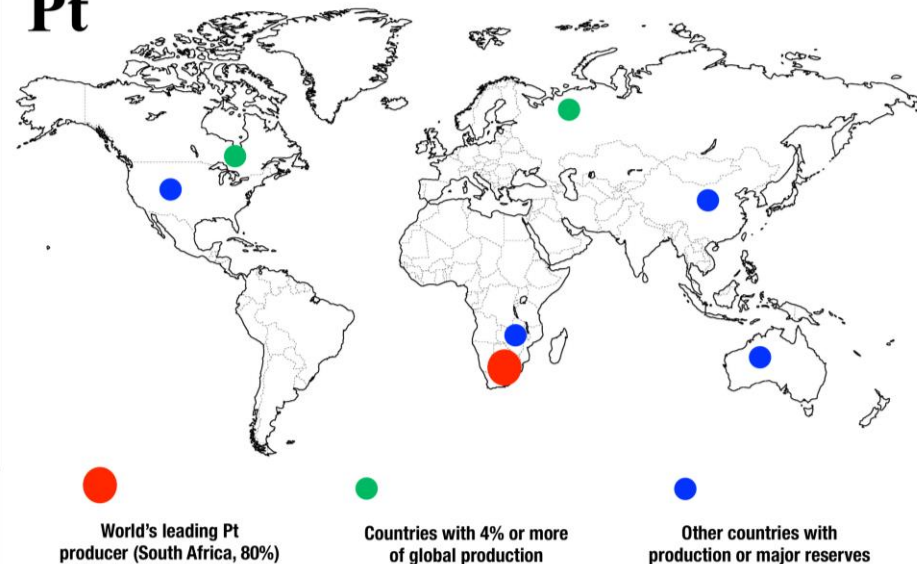 Pt
World's leading Pt
producer (South Africa, 80%)
Countries with 4% or more
of global production
Other countries with
production or major reserves